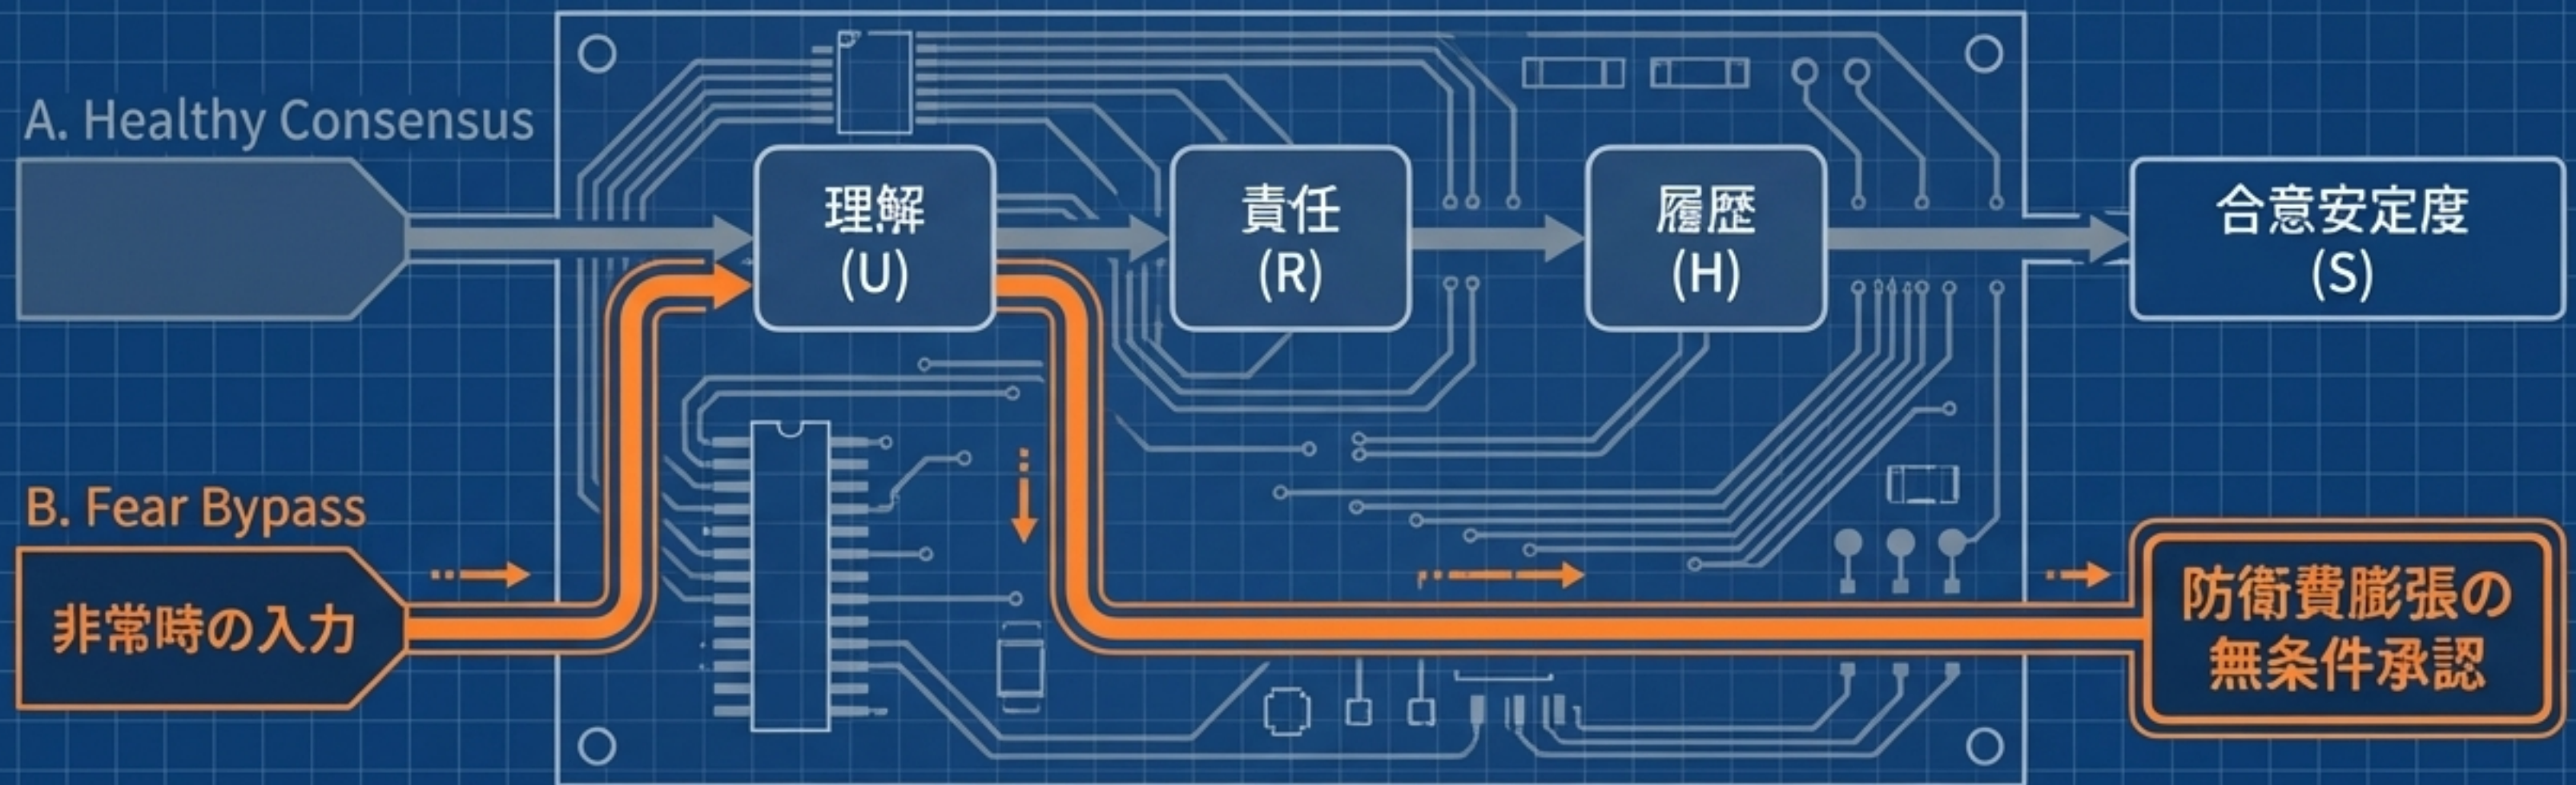 A. Healthy Consensus
理解
(U)
責任
(R)
履歴
(H)
合意安定度
(S)
B. Fear Bypass
非常時の入力
防衛費膨張の
無条件承認